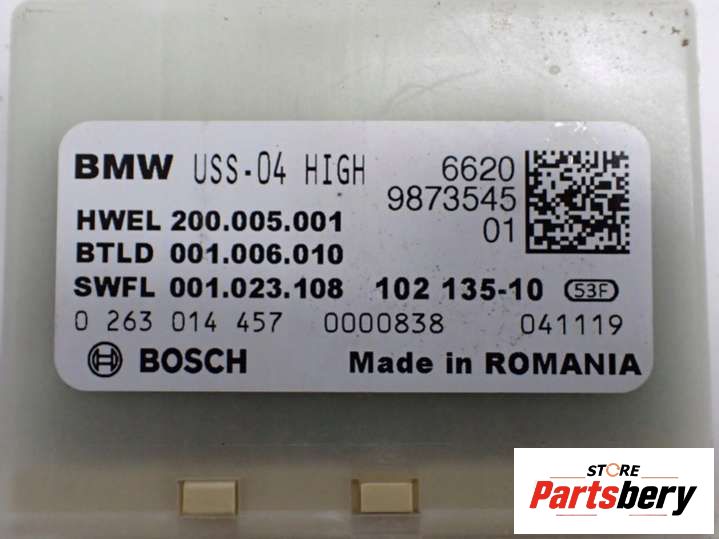 BMW USS-04 HIGH 6620
9873545
HWEL 200.005.001 01
BTLD 001.006.010
SWFL 001.023.108 102 135-10 53F
0 263 014 457 0000838 041119
BOSCH Made in ROMANIA
STORE
Partsbery